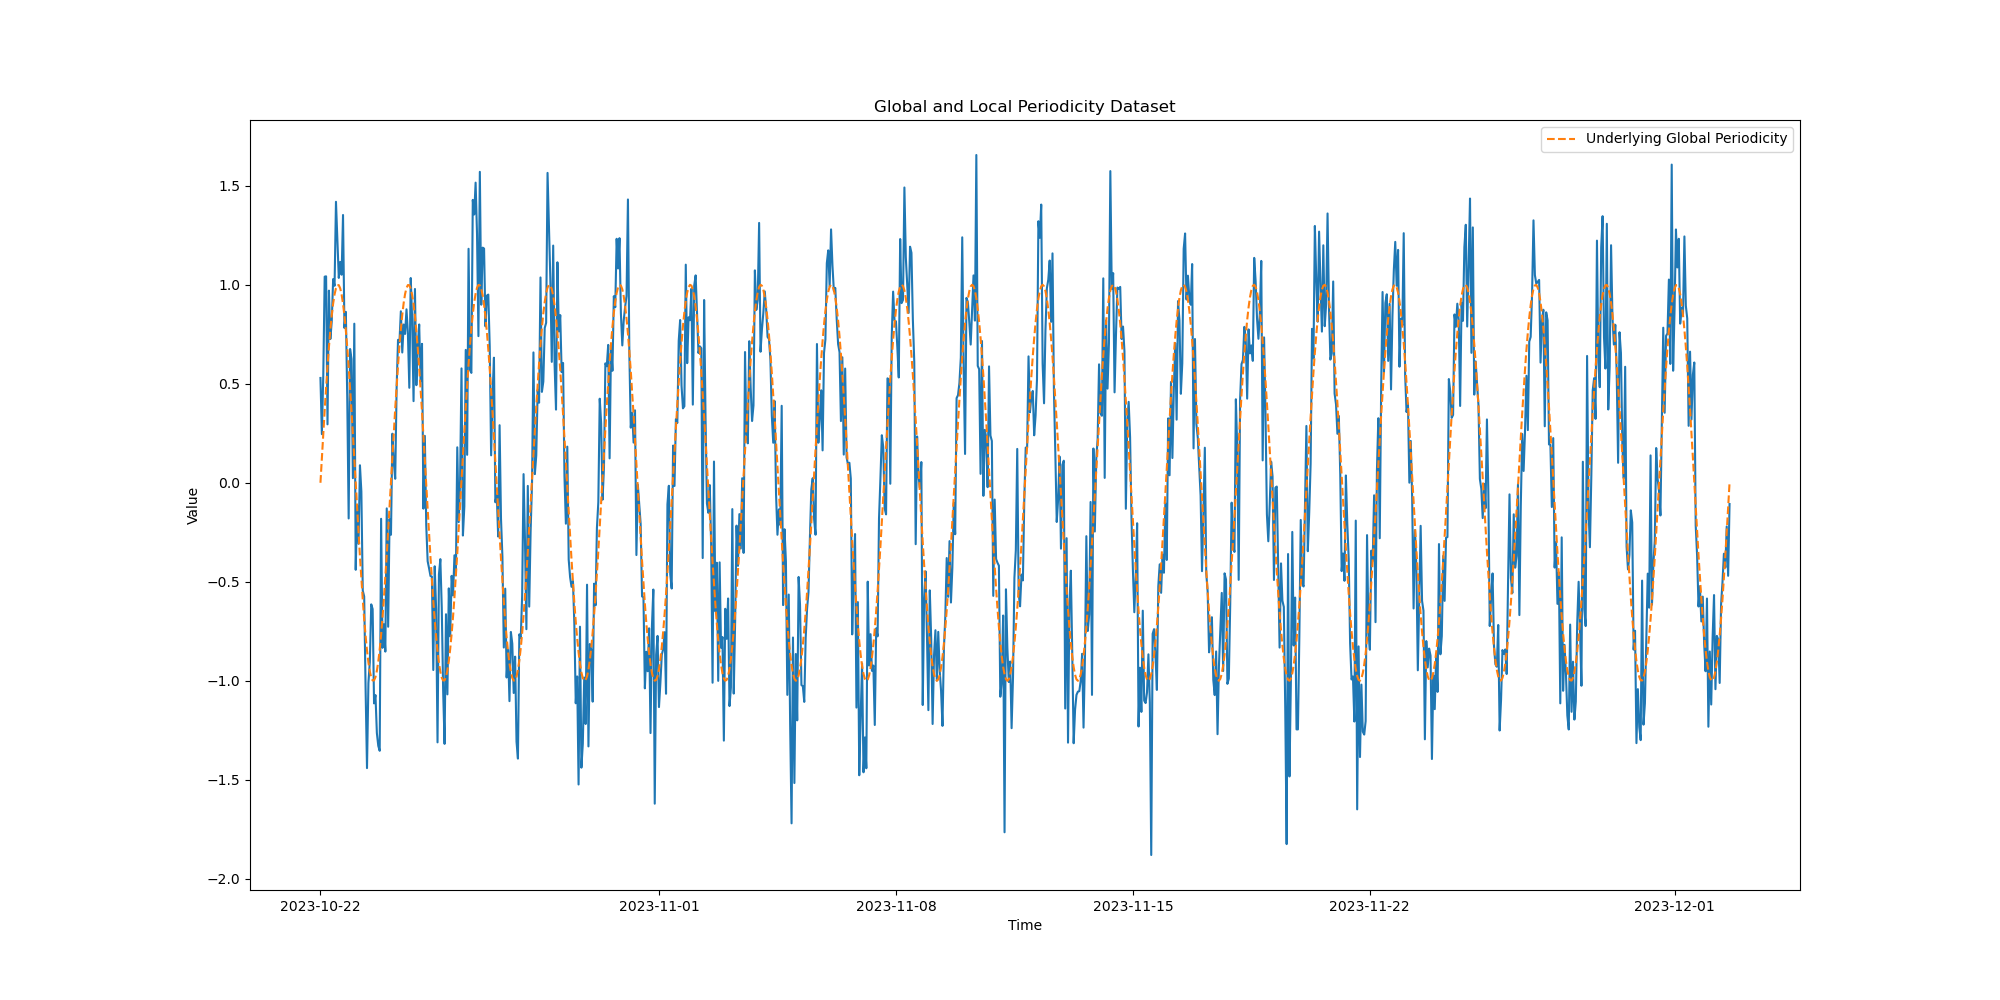 Global and Local Periodicity Dataset
Underlying Global Periodicity
1.5
1.0
0.5
0.0
−0.5
−1.0
−1.5
−2.0
Value
2023-10-22 2023-11-01 2023-11-08 2023-11-15 2023-11-22 2023-12-01
Time